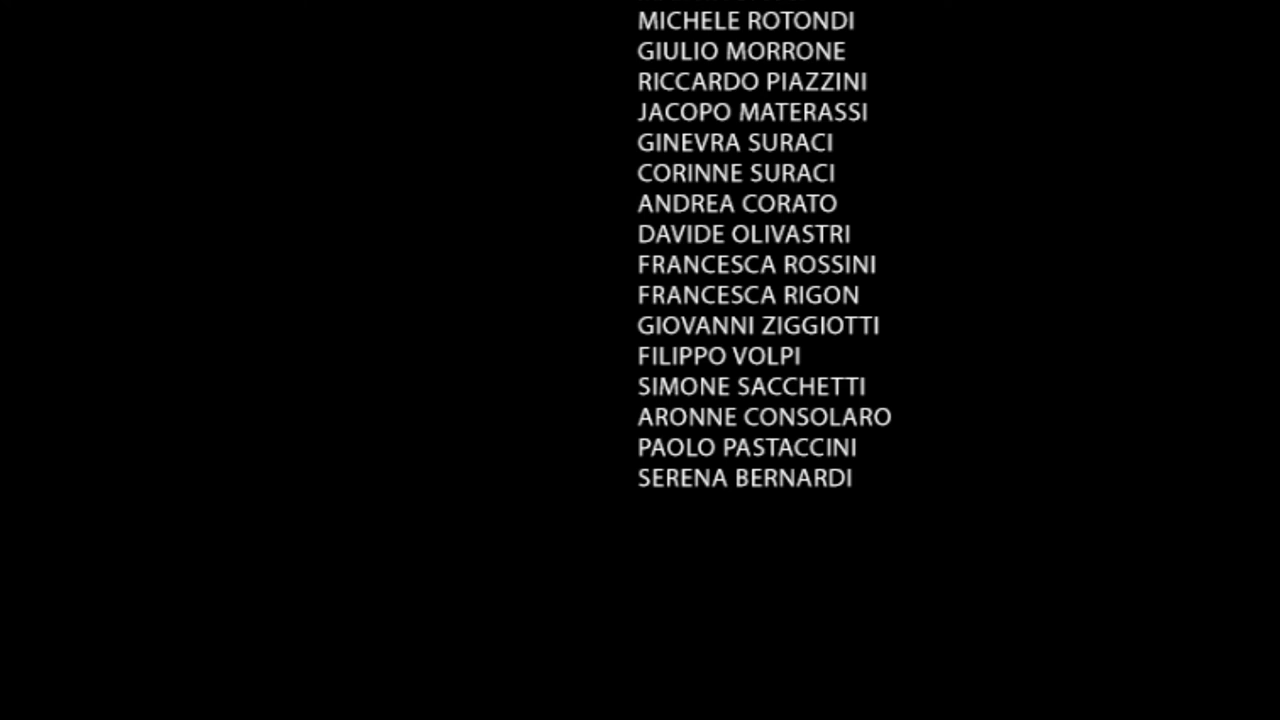 MICHELE ROTONDI
GIULIO MORRONE
RICCARDO PIAZZINI
JACOPO MATERASSI
GINEVRA SURACI
CORINNE SURACI
ANDREA CORATO
DAVIDE OLIVASTRI
FRANCESCA ROSSINI
FRANCESCA RIGON
GIOVANNI ZIGGIOTTI
FILIPPO VOLPI
SIMONE SACCHETTI
ARONNE CONSOLARO
PAOLO PASTACCINI
SERENA BERNARDI